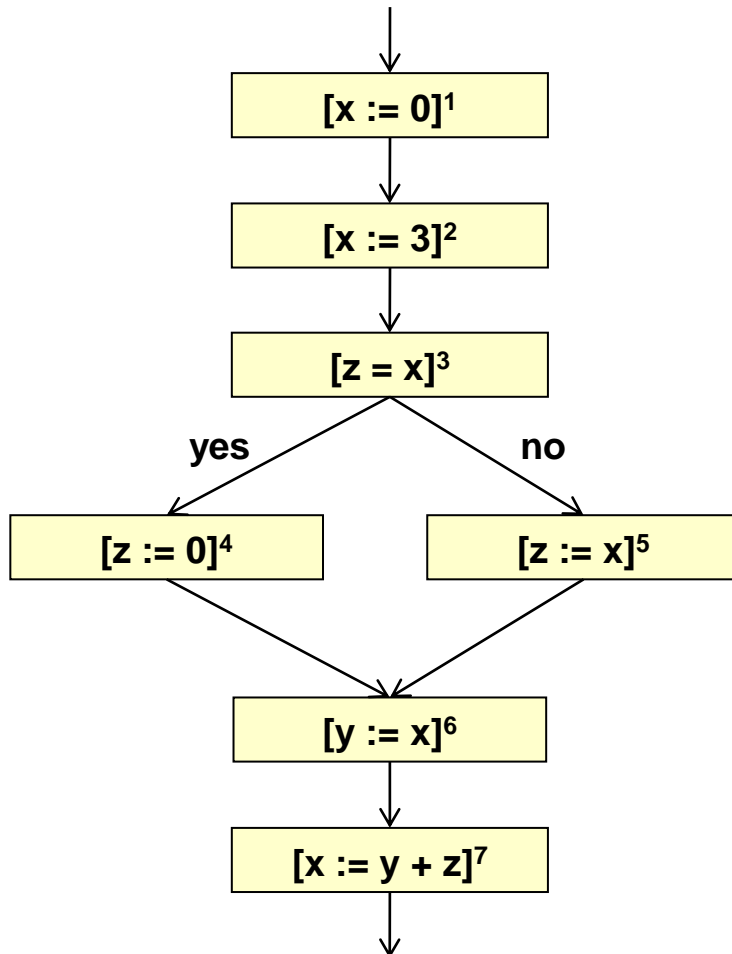 [x := 0]¹
[x := 3]²
[z = x]³
yes
no
[z := 0]⁴
[z := x]⁵
[y := x]⁶
[x := y + z]⁷